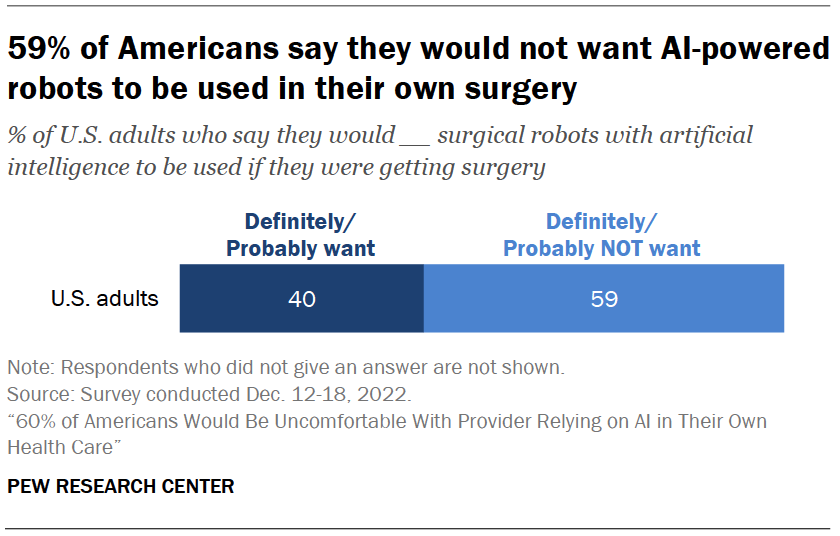 59% of Americans say they would not want AI-powered
robots to be used in their own surgery
% of U.S. adults who say they would __ surgical robots with artificial
intelligence to be used if they were getting surgery
Definitely/
Probably want
Definitely/
Probably NOT want
U.S. adults
40
59
Note: Respondents who did not give an answer are not shown.
Source: Survey conducted Dec. 12-18, 2022.
“60% of Americans Would Be Uncomfortable With Provider Relying on AI in Their Own
Health Care”
PEW RESEARCH CENTER